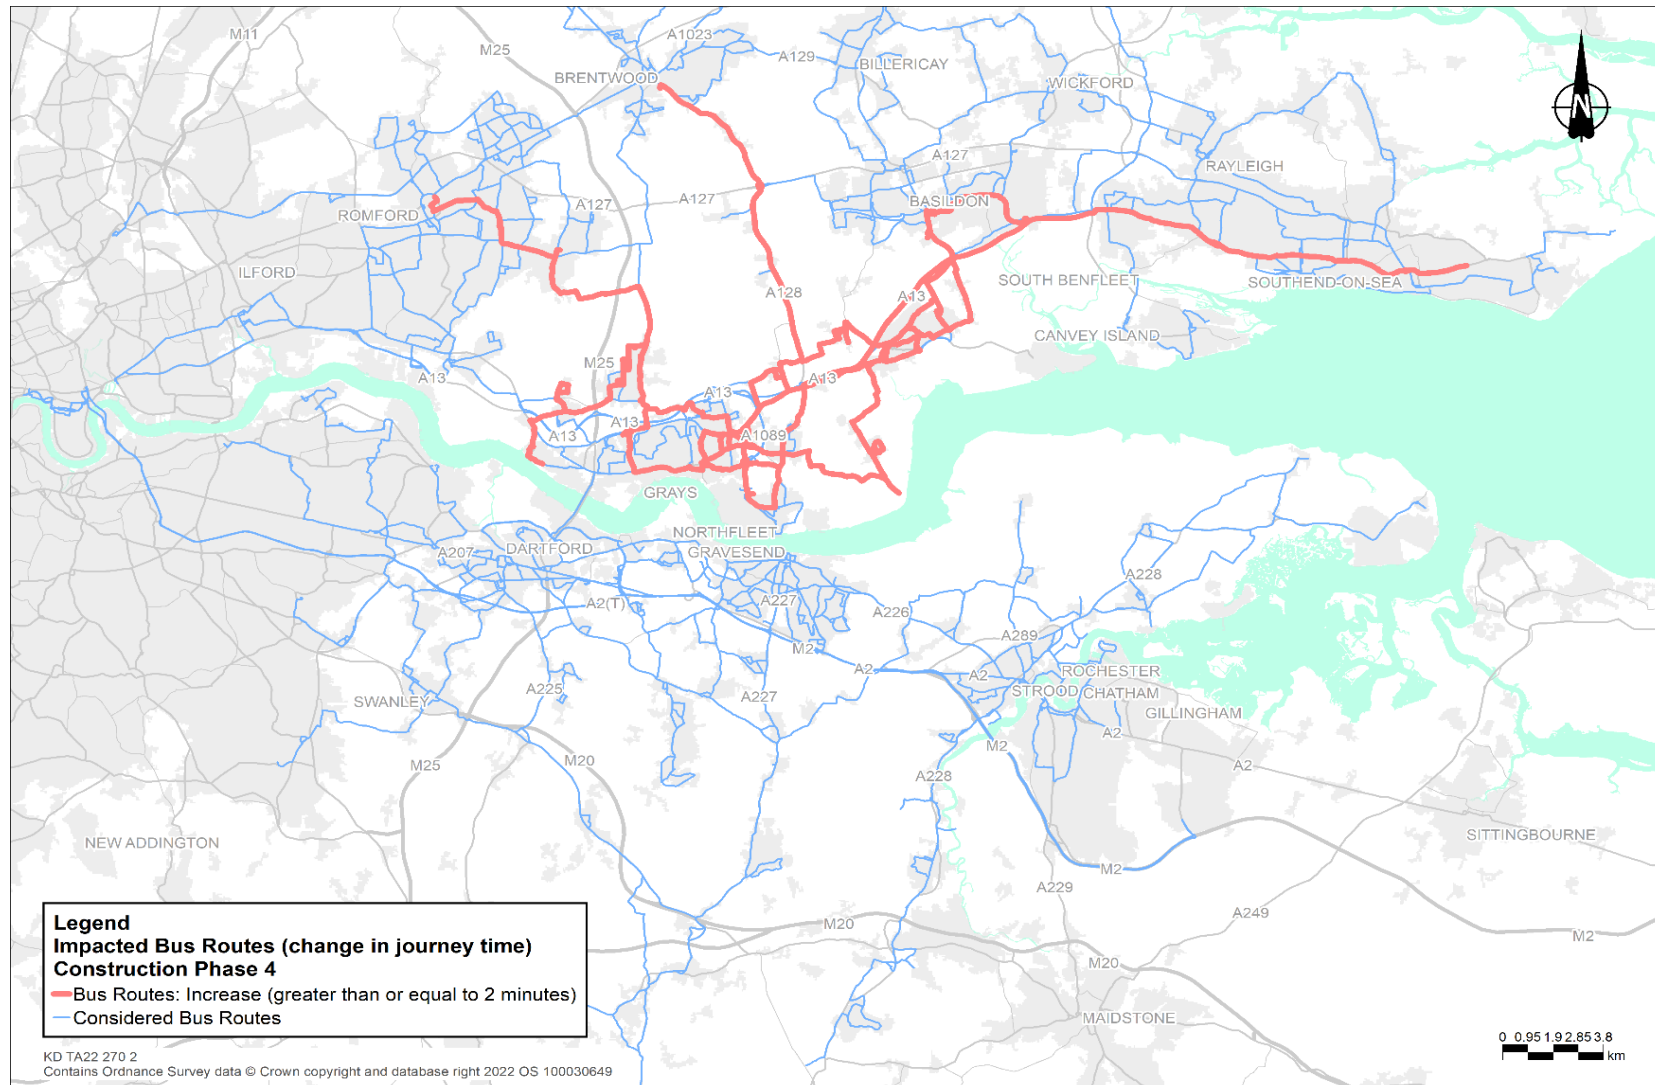 M11
A1023
M25
A129
BILLERICAY
BRENTWOOD
WICKFORD
N
A127
RAYLEIGH
A127
A127
BASILDON
ROMFORD
ILFORD
SOUTH BENFLEET
SOUTHEND-ON-SEA
A128
A13
CANVEY ISLAND
M25
A13
A13
A13
A13
A13
A1089
GRAYS
NORTHFLEET
A207
DARTFORD
GRAVESEND
A228
A2(T)
A227
A226
A289
M2
A2
A2
ROCHESTER
SWANLEY
A225
A227
STROOD
CHATHAM
GILLINGHAM
A2
M2
M25
M20
A228
A2
NEW ADDINGTON
SITTINGBOURNE
M2
A229
A249
M20
M2
M20
MAIDSTONE
Legend
Impacted Bus Routes (change in journey time)
Construction Phase 4
Bus Routes: Increase (greater than or equal to 2 minutes)
Considered Bus Routes
0 0.95 1.9 2.85 3.8
km
KD TA22 270 2
Contains Ordnance Survey data © Crown copyright and database right 2022 OS 100030649